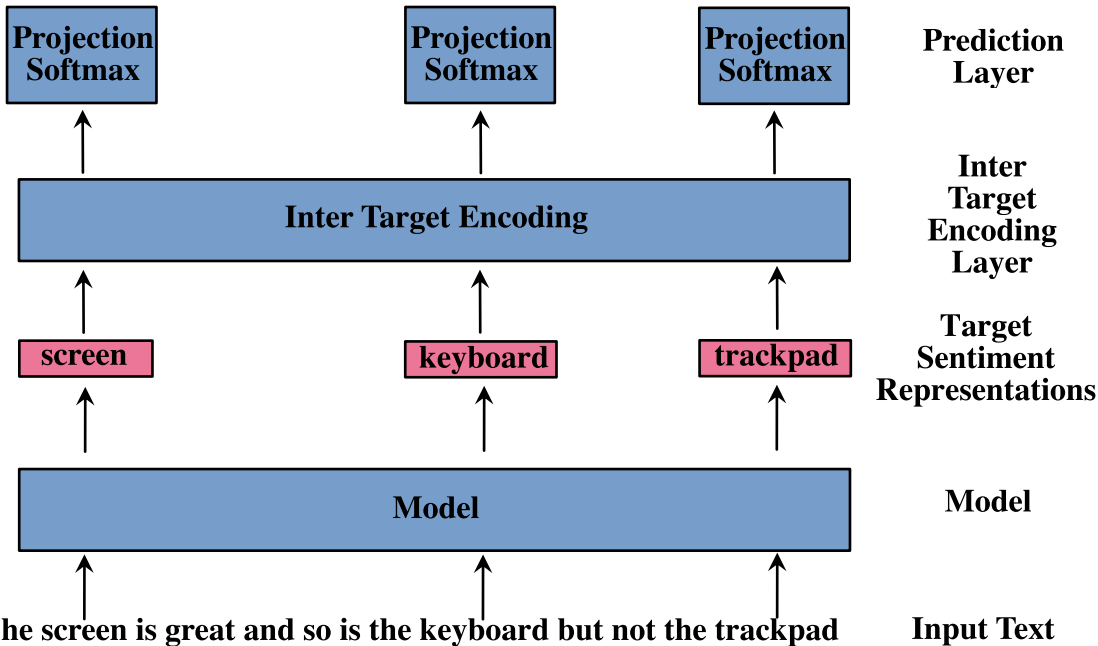 Projection
Softmax
Projection
Softmax
Projection
Softmax
Prediction
Layer
Inter Target Encoding
Inter
Target
Encoding
Layer
screen
keyboard
trackpad
Target
Sentiment
Representations
Model
Model
he screen is great and so is the keyboard but not the trackpad
Input Text